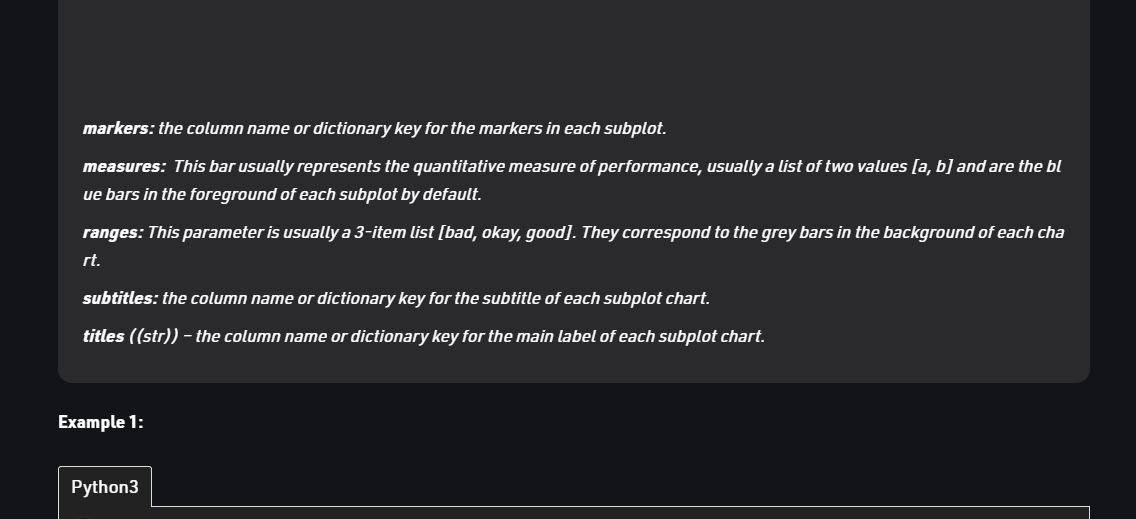 markers: the column name or dictionary key for the markers in each subplot.
measures:  This bar usually represents the quantitative measure of performance, usually a list of two values [a, b] and are the bl
ue bars in the foreground of each subplot by default.
ranges: This parameter is usually a 3-item list [bad, okay, good]. They correspond to the grey bars in the background of each cha
rt.
subtitles: the column name or dictionary key for the subtitle of each subplot chart.
titles ((str)) – the column name or dictionary key for the main label of each subplot chart.
Example 1:
Python3